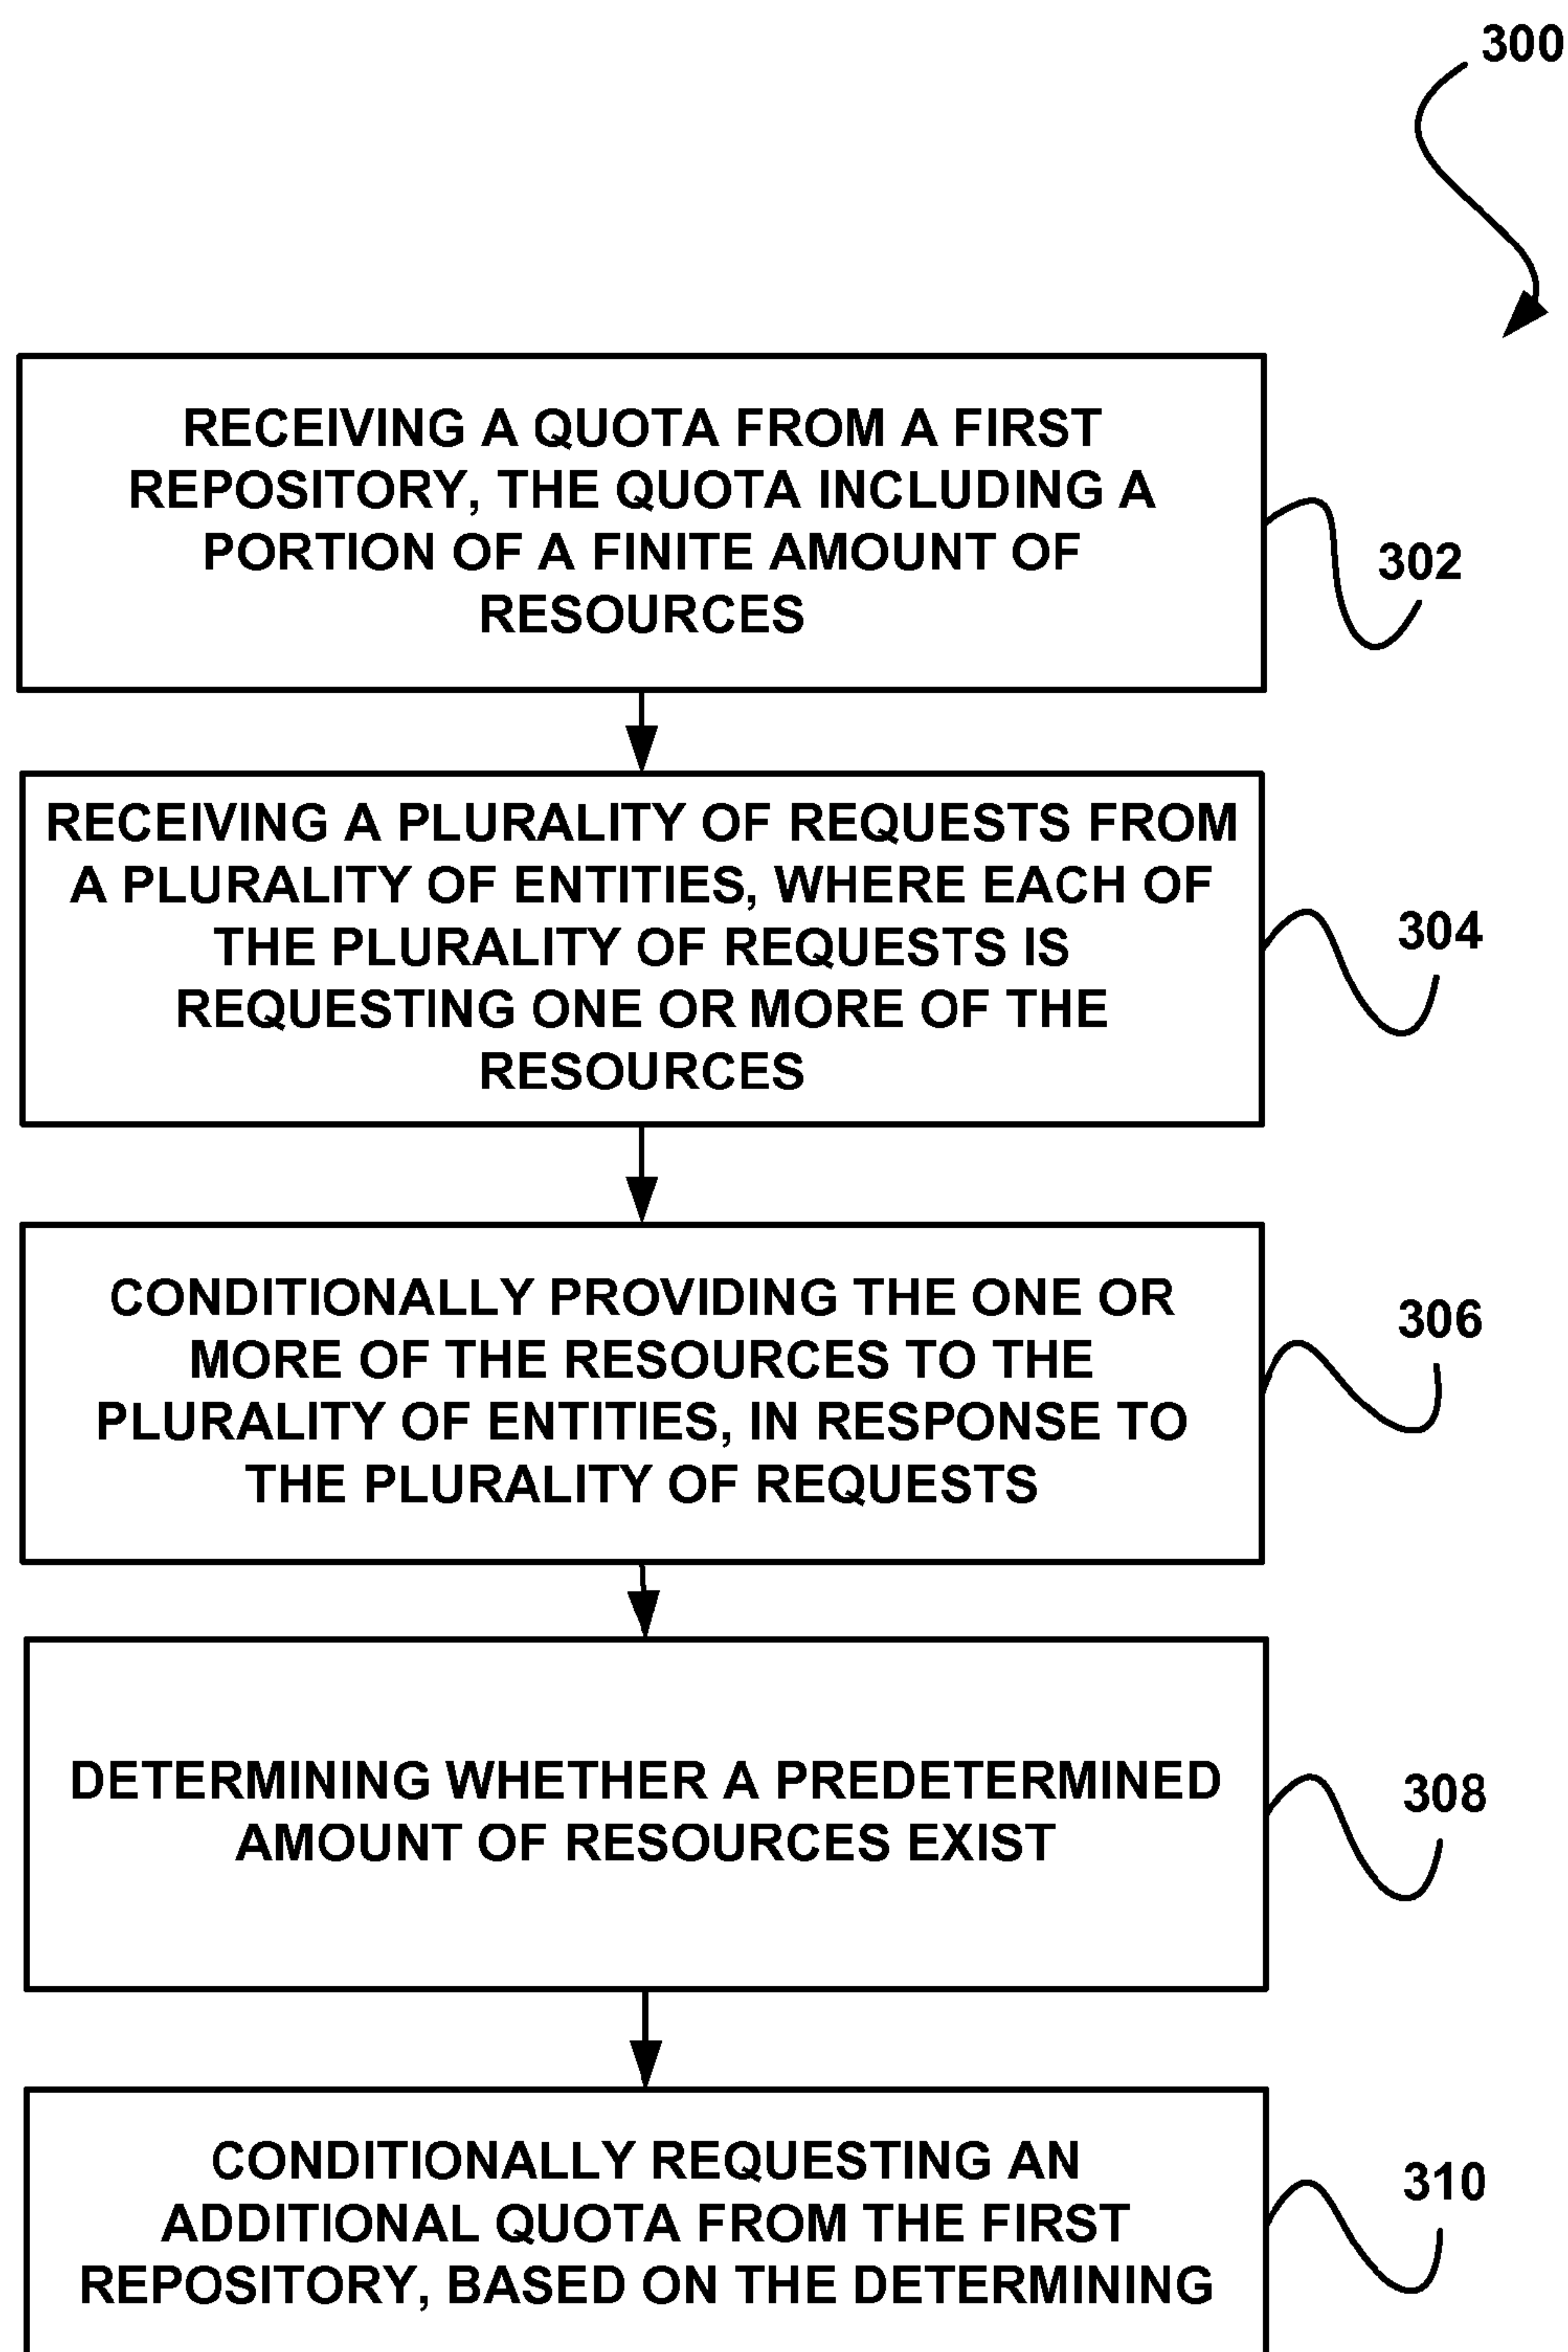 300
RECEIVING A QUOTA FROM A FIRST
REPOSITORY, THE QUOTA INCLUDING A
PORTION OF A FINITE AMOUNT OF
RESOURCES
302
RECEIVING A PLURALITY OF REQUESTS FROM
A PLURALITY OF ENTITIES, WHERE EACH OF
THE PLURALITY OF REQUESTS IS
REQUESTING ONE OR MORE OF THE
RESOURCES
304
CONDITIONALLY PROVIDING THE ONE OR
MORE OF THE RESOURCES TO THE
PLURALITY OF ENTITIES, IN RESPONSE TO
THE PLURALITY OF REQUESTS
306
DETERMINING WHETHER A PREDETERMINED
AMOUNT OF RESOURCES EXIST
308
CONDITIONALLY REQUESTING AN
ADDITIONAL QUOTA FROM THE FIRST
REPOSITORY, BASED ON THE DETERMINING
310